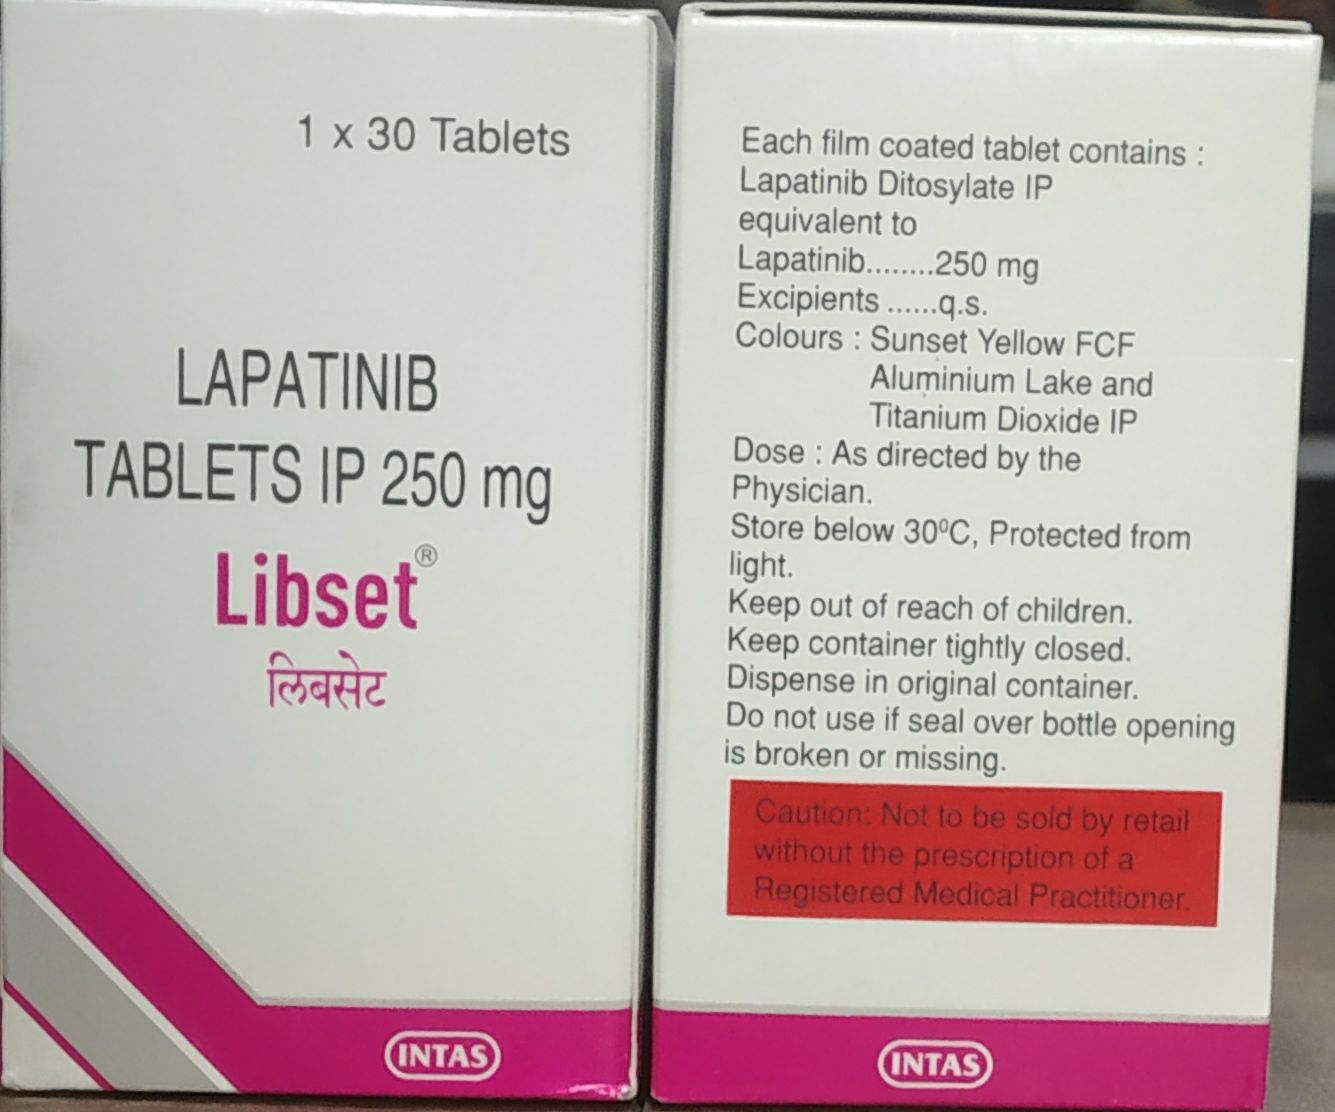 1 x 30 Tablets
LAPATINIB
TABLETS IP 250 mg
Libset®
लिबसेट
INTAS
Each film coated tablet contains :
Lapatinib Ditosylate IP
equivalent to
Lapatinib........250 mg
Excipients ......q.s.
Colours : Sunset Yellow FCF
Aluminium Lake and
Titanium Dioxide IP
Dose : As directed by the
Physician.
Store below 30⁰C, Protected from
light.
Keep out of reach of children.
Keep container tightly closed.
Dispense in original container.
Do not use if seal over bottle opening
is broken or missing.
Caution: Not to be sold by retail
without the prescription of a
Registered Medical Practitioner.
INTAS